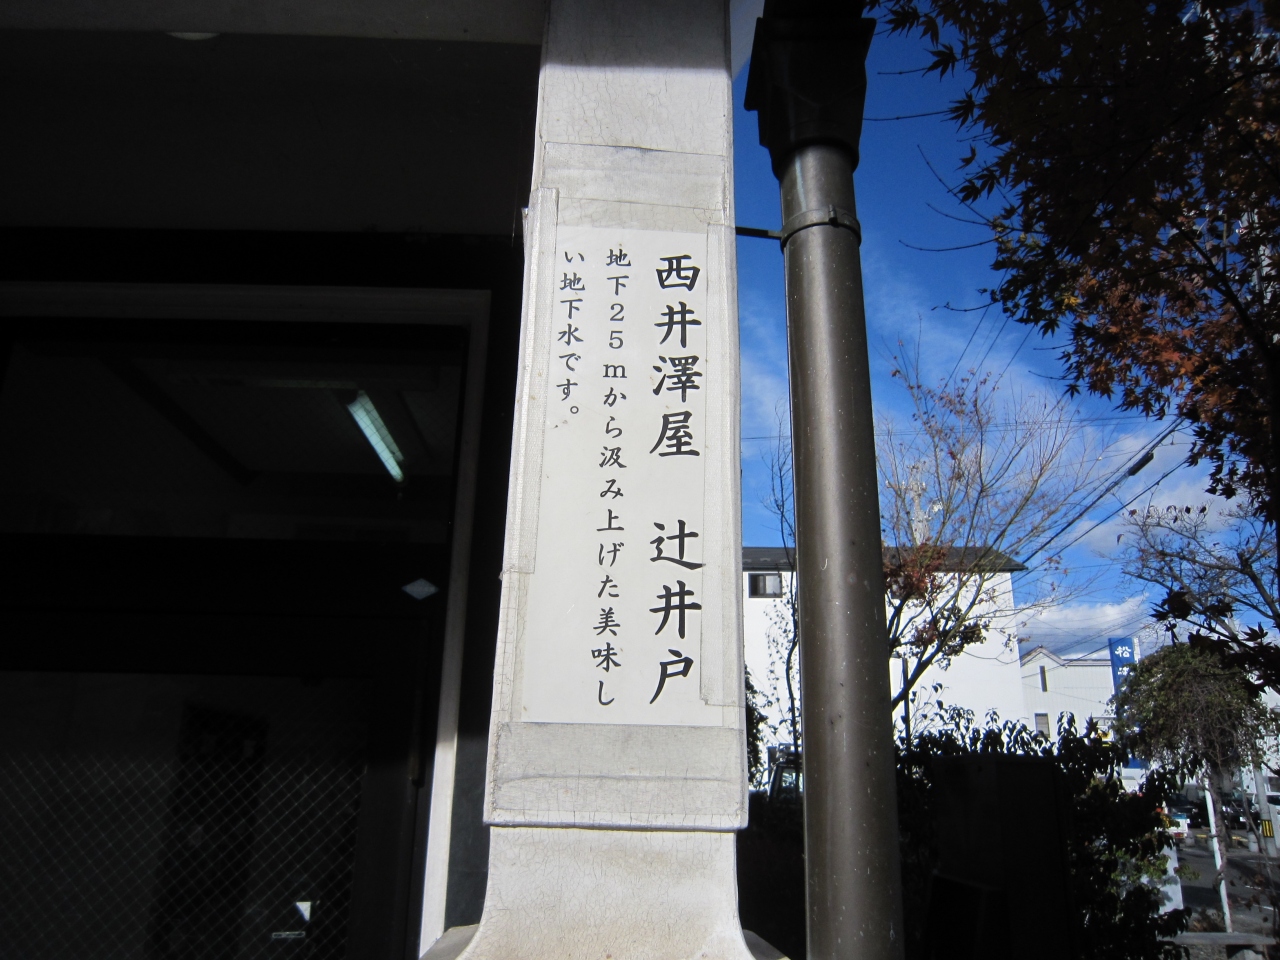 西井澤屋　辻井戸
地下２５ｍから汲み上げた美味し
い地下水です。
松